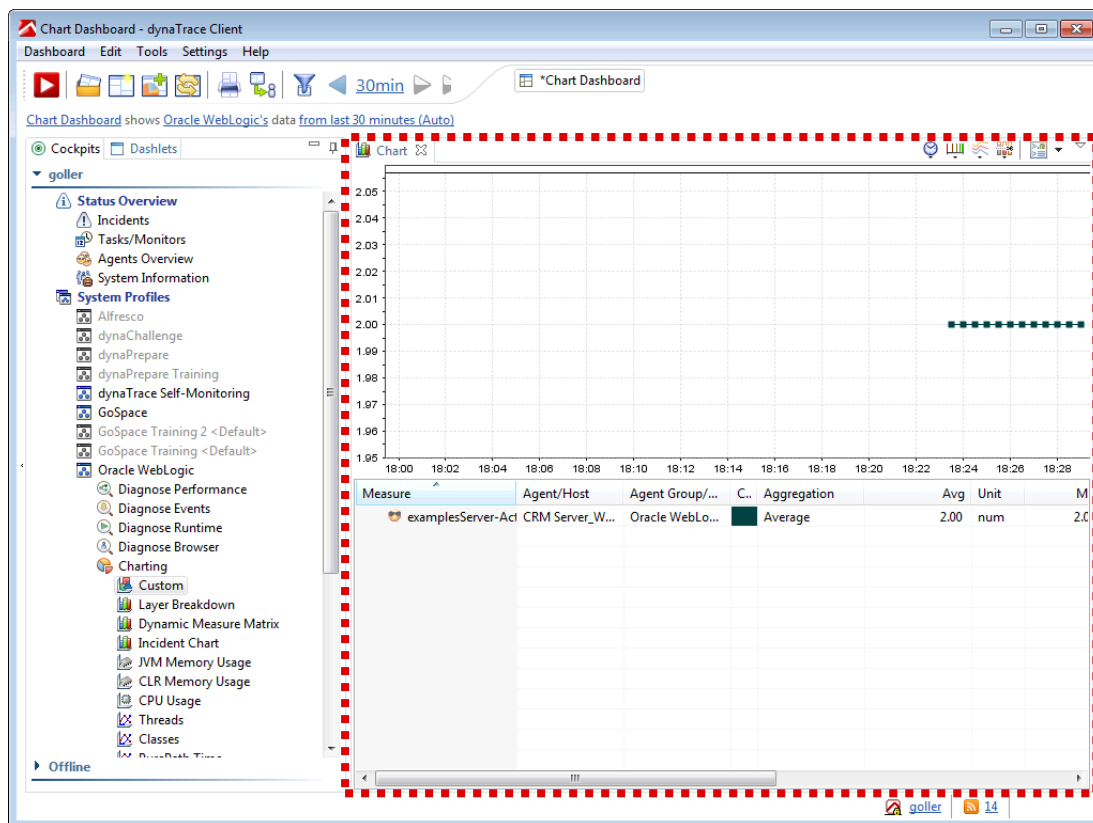 Chart Dashboard - dynaTrace Client
Dashboard Edit Tools Settings Help
8 30min *Chart Dashboard
Chart Dashboard shows Oracle WebLogic's data from last 30 minutes (Auto)
Cockpits Dashlets
Chart
goller
Status Overview
Incidents
Tasks/Monitors
Agents Overview
System Information
System Profiles
Alfresco
dynaChallenge
dynaPrepare
dynaPrepare Training
dynaTrace Self-Monitoring
GoSpace
GoSpace Training 2 <Default>
GoSpace Training <Default>
Oracle WebLogic
Diagnose Performance
Diagnose Events
Diagnose Runtime
Diagnose Browser
Charting
Custom
Layer Breakdown
Dynamic Measure Matrix
Incident Chart
JVM Memory Usage
CLR Memory Usage
CPU Usage
Threads
Classes
PurePath Time
Offline
2.05
2.04
2.03
2.02
2.01
2.00
1.99
1.98
1.97
1.96
1.95
18:00 18:02 18:04 18:06 18:08 18:10 18:12 18:14 18:16 18:18 18:20 18:22 18:24 18:26 18:28
Measure Agent/Host Agent Group/... C.. Aggregation Avg Unit M
examplesServer-Act CRM Server_W... Oracle WebLo... Average 2.00 num 2.0
goller 14